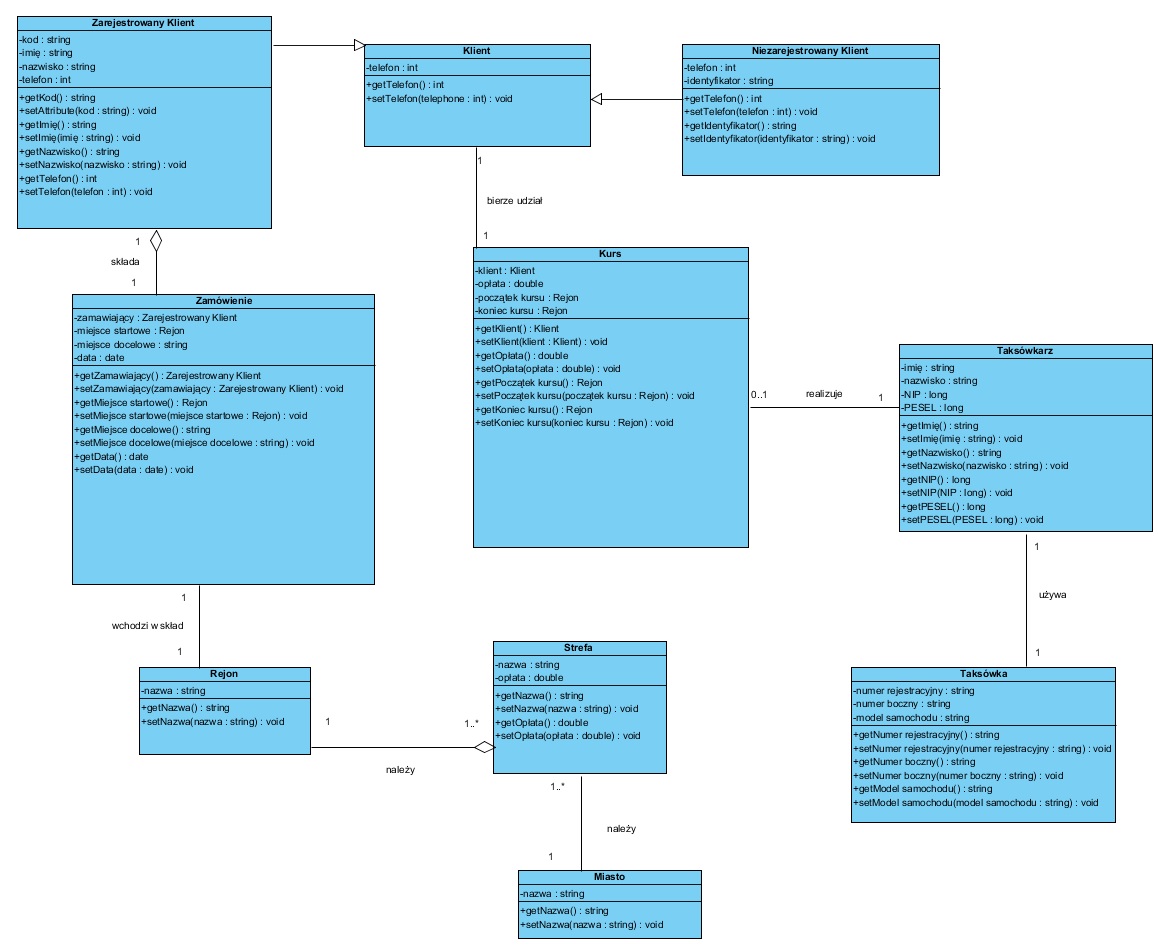 Zarejestrowany Klient
-kod : string
-imię : string
-nazwisko : string
-telefon : int
+getKod() : string
+setAttribute(kod : string) : void
+getImię() : string
+setImię(imię : string) : void
+getNazwisko() : string
+setNazwisko(nazwisko : string) : void
+getTelefon() : int
+setTelefon(telefon : int) : void
Klient
-telefon : int
+getTelefon() : int
+setTelefon(telephone : int) : void
Niezarejestrowany Klient
-telefon : int
-identyfikator : string
+getTelefon() : int
+setTelefon(telefon : int) : void
+getIdentyfikator() : string
+setIdentyfikator(identyfikator : string) : void
1
bierze udział
1
1
składa
1
Zamówienie
-zamawiający : Zarejestrowany Klient
-miejsce startowe : Rejon
-miejsce docelowe : string
-data : date
+getZamawiający() : Zarejestrowany Klient
+setZamawiający(zamawiający : Zarejestrowany Klient) : void
+getMiejsce startowe() : Rejon
+setMiejsce startowe(miejsce startowe : Rejon) : void
+getMiejsce docelowe() : string
+setMiejsce docelowe(miejsce docelowe : string) : void
+getData() : date
+setData(data : date) : void
Kurs
-klient : Klient
-opłata : double
-początek kursu : Rejon
-koniec kursu : Rejon
+getKlient() : Klient
+setKlient(klient : Klient) : void
+getOpłata() : double
+setOpłata(opłata : double) : void
+getPoczątek kursu() : Rejon
+setPoczątek kursu(początek kursu : Rejon) : void
+getKoniec kursu() : Rejon
+setKoniec kursu(koniec kursu : Rejon) : void
0..1
realizuje
1
Taksówkarz
-imię : string
-nazwisko : string
-NIP : long
-PESEL : long
+getImię() : string
+setImię(imię : string) : void
+getNazwisko() : string
+setNazwisko(nazwisko : string) : void
+getNIP() : long
+setNIP(NIP : long) : void
+getPESEL() : long
+setPESEL(PESEL : long) : void
1
używa
1
1
wchodzi w skład
1
Rejon
-nazwa : string
+getNazwa() : string
+setNazwa(nazwa : string) : void
1
1..*
należy
Strefa
-nazwa : string
-opłata : double
+getNazwa() : string
+setNazwa(nazwa : string) : void
+getOpłata() : double
+setOpłata(opłata : double) : void
Taksówka
-numer rejestracyjny : string
-numer boczny : string
-model samochodu : string
+getNumer rejestracyjny() : string
+setNumer rejestracyjny(numer rejestracyjny : string) : void
+getNumer boczny() : string
+setNumer boczny(numer boczny : string) : void
+getModel samochodu() : string
+setModel samochodu(model samochodu : string) : void
1..*
należy
1
Miasto
-nazwa : string
+getNazwa() : string
+setNazwa(nazwa : string) : void